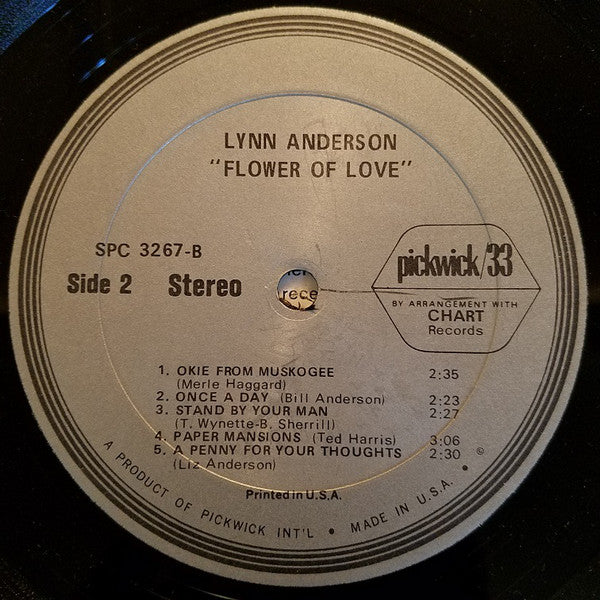 LYNN ANDERSON
"FLOWER OF LOVE"
SPC 3267-B
Side 2 Stereo
pickwick/33
BY ARRANGEMENT WITH
CHART
Records
rece
1. OKIE FROM MUSKOGEE 2:35
(Merle Haggard)
2. ONCE A DAY (Bill Anderson) 2:23
3. STAND BY YOUR MAN 2:27
(T. Wynette-B. Sherrill)
4. PAPER MANSIONS (Ted Harris) 3:06
5. A PENNY FOR YOUR THOUGHTS 2:30
(Liz Anderson)
Printed in U.S.A.
A PRODUCT OF PICKWICK INT'L • MADE IN U.S.A. • ©